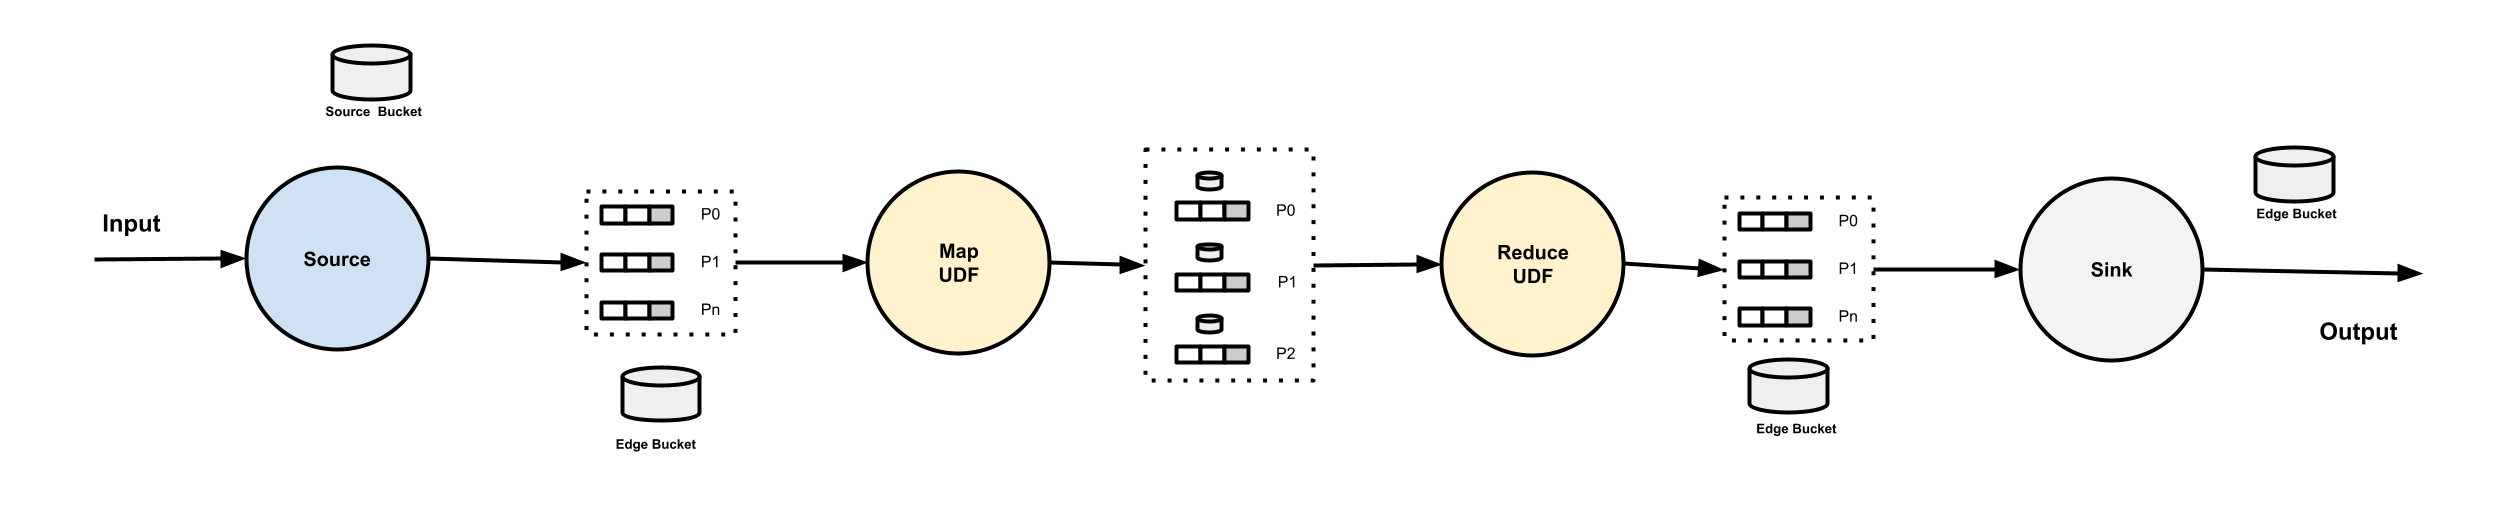 Source Bucket
Input
Source
P0
P1
Pn
Edge Bucket
Map
UDF
P0
P1
P2
Reduce
UDF
P0
P1
Pn
Edge Bucket
Sink
Edge Bucket
Output